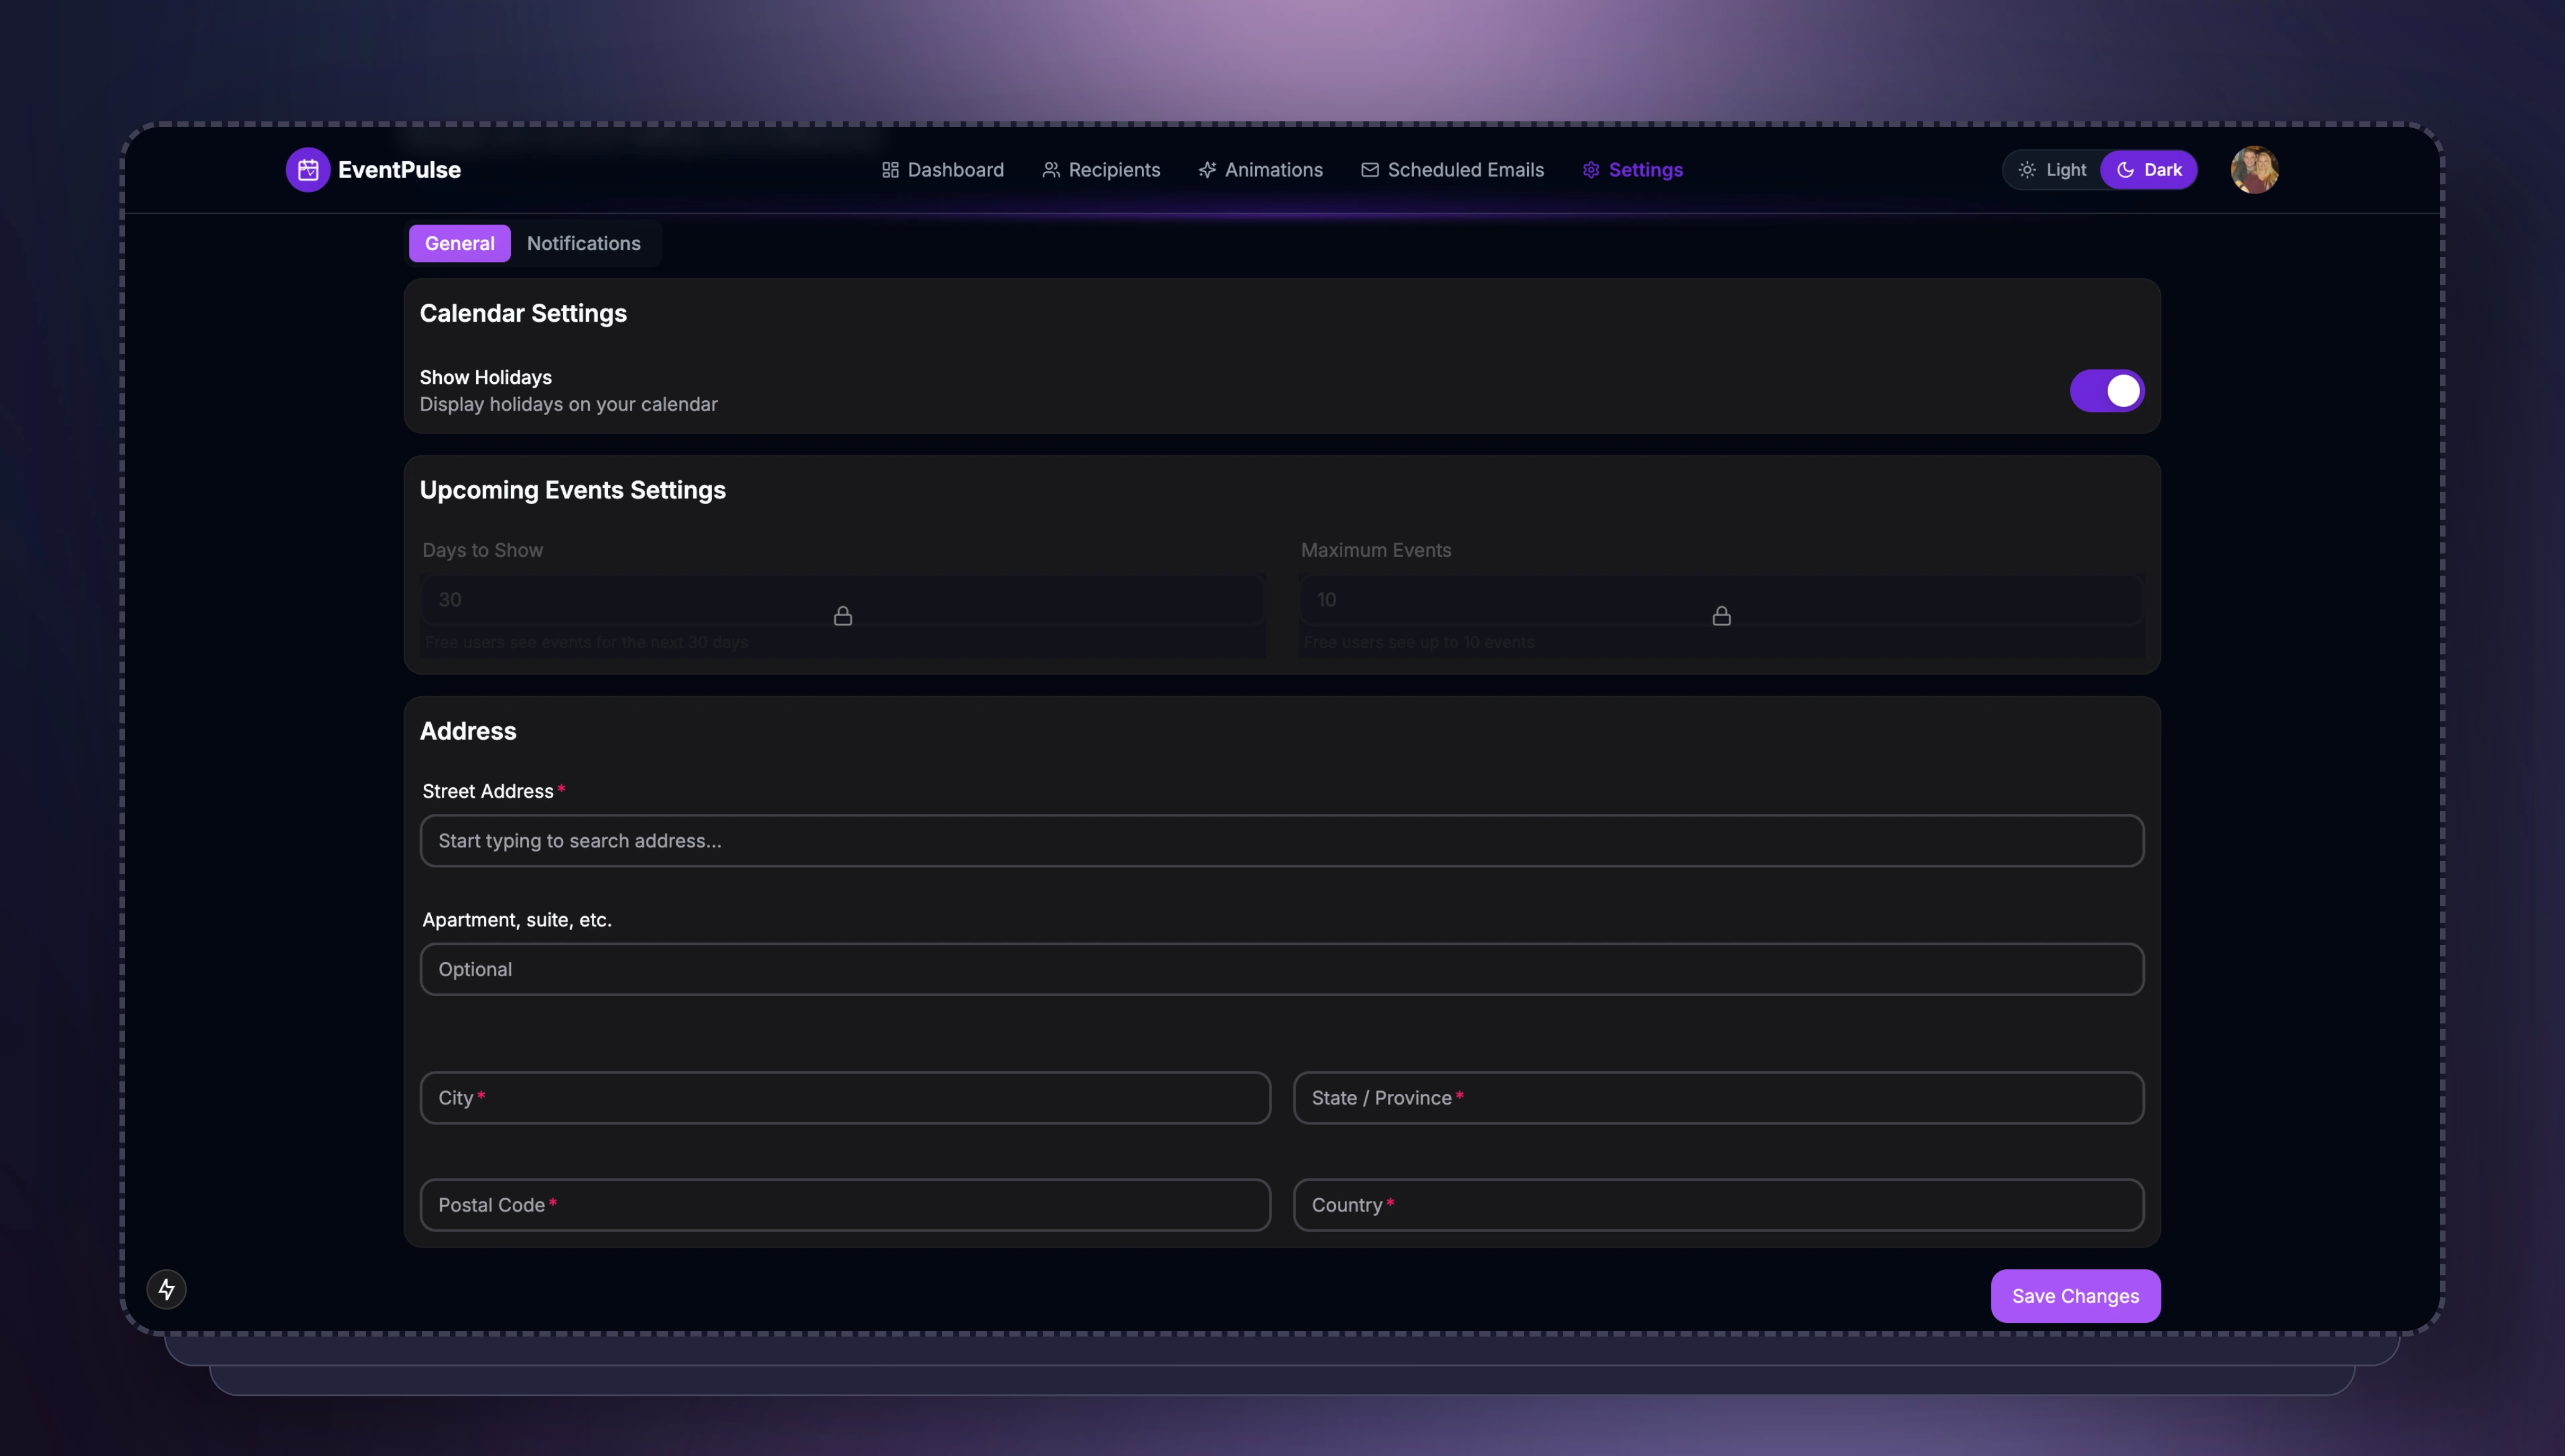 EventPulse
Dashboard
Recipients
Animations
Scheduled Emails
Settings
Light
Dark
General
Notifications
Calendar Settings
Show Holidays
Display holidays on your calendar
Upcoming Events Settings
Days to Show
30
Free users see events for the next 30 days
Maximum Events
10
Free users see up to 10 events
Address
Street Address*
Start typing to search address...
Apartment, suite, etc.
Optional
City*
State / Province*
Postal Code*
Country*
Save Changes